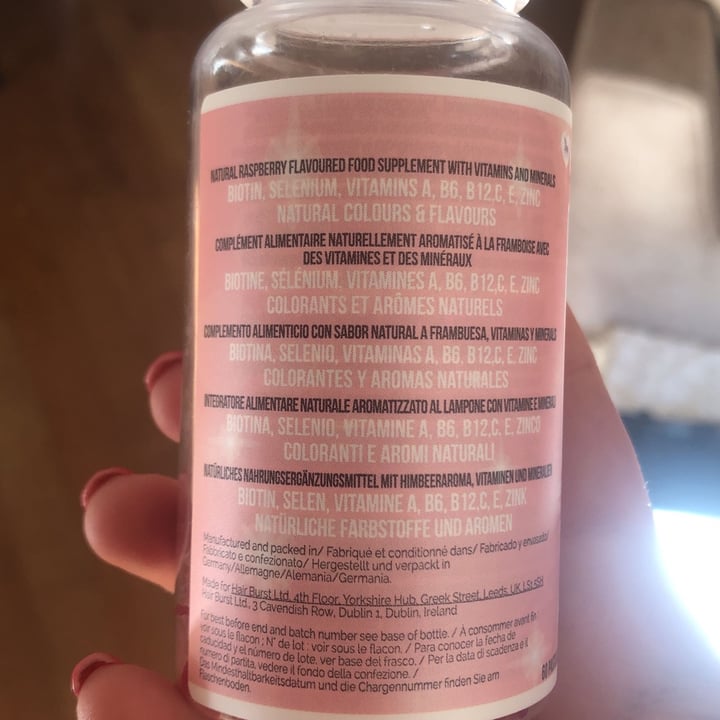 NATURAL RASPBERRY FLAVOURED FOOD SUPPLEMENT WITH VITAMINS AND MINERALS
BIOTIN, SELENIUM, VITAMINS A, B6, B12,C, E, ZINC
NATURAL COLOURS & FLAVOURS
COMPLÉMENT ALIMENTAIRE NATURELLEMENT AROMATISÉ À LA FRAMBOISE AVEC
DES VITAMINES ET DES MINÉRAUX
BIOTINE, SÉLÉNIUM, VITAMINES A, B6, B12,C, E, ZINC
COLORANTS ET ARÔMES NATURELS
COMPLEMENTO ALIMENTICIO CON SABOR NATURAL A FRAMBUESA, VITAMINAS Y MINERALS
BIOTINA, SELENIO, VITAMINAS A, B6, B12,C, E, ZINC
COLORANTES Y AROMAS NATURALES
INTEGRATORE ALIMENTARE NATURALE AROMATIZZATO AL LAMPONE CON VITAMINE E MINERALI
BIOTINA, SELENIO, VITAMINE A, B6, B12,C, E, ZINCO
COLORANTI E AROMI NATURALI
NATÜRLICHES NAHRUNGSERGÄNZUNGSMITTEL MIT HIMBEERAROMA, VITAMINEN UND MINERALIEN
BIOTIN, SELEN, VITAMINE A, B6, B12,C, E, ZINK
NATÜRLICHE FARBSTOFFE UND AROMEN
Manufactured and packed in/ Fabriqué et conditionné dans/ Fabricado y envasado/
Fabbricato e confezionato/ Hergestellt und verpackt in
Germany/Allemagne/Alemania/Germania.
Made for Hair Burst Ltd, 4th Floor, Yorkshire Hub, Greek Street, Leeds, UK, LS1 5SH
Hair Burst Ltd., 3 Cavendish Row, Dublin 1, Dublin, Ireland
For best before end and batch number see base of bottle. / À consommer avant fin :
voir sous le flacon ; N° de lot : voir sous le flacon. / Para conocer la fecha de
caducidad y el número de lote, ver base del frasco. / Per la data di scadenza e il
numero di partita, vedere il fondo della confezione. /
Das Mindesthaltbarkeitsdatum und die Chargennummer finden Sie am
Flaschenboden.
60